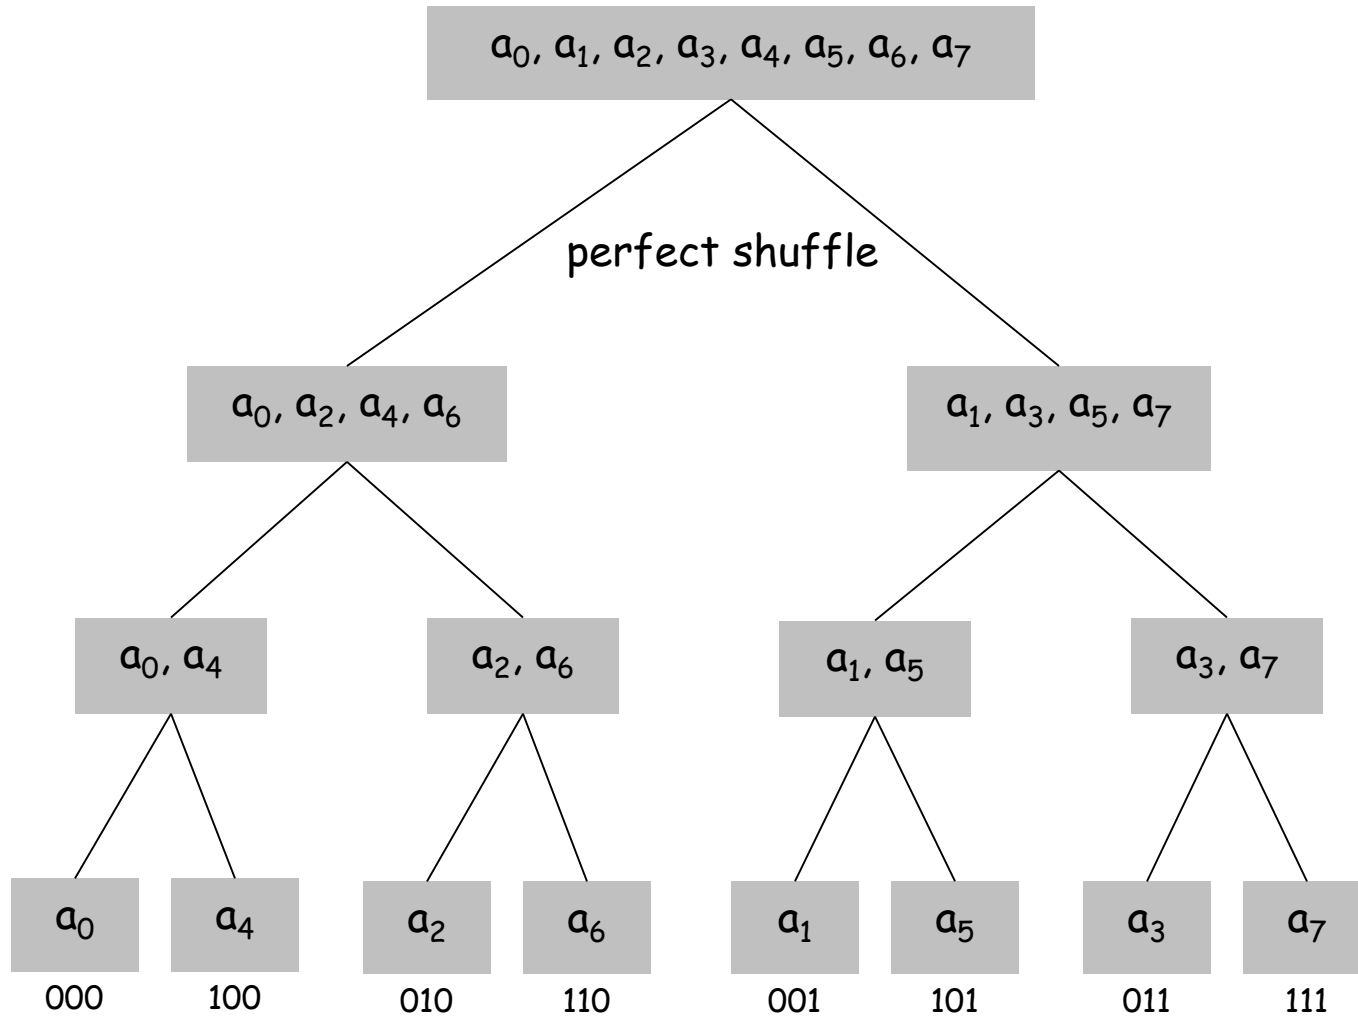 a₀, a₁, a₂, a₃, a₄, a₅, a₆, a₇
perfect shuffle
a₀, a₂, a₄, a₆
a₁, a₃, a₅, a₇
a₀, a₄
a₂, a₆
a₁, a₅
a₃, a₇
a₀
a₄
a₂
a₆
a₁
a₅
a₃
a₇
000
100
010
110
001
101
011
111